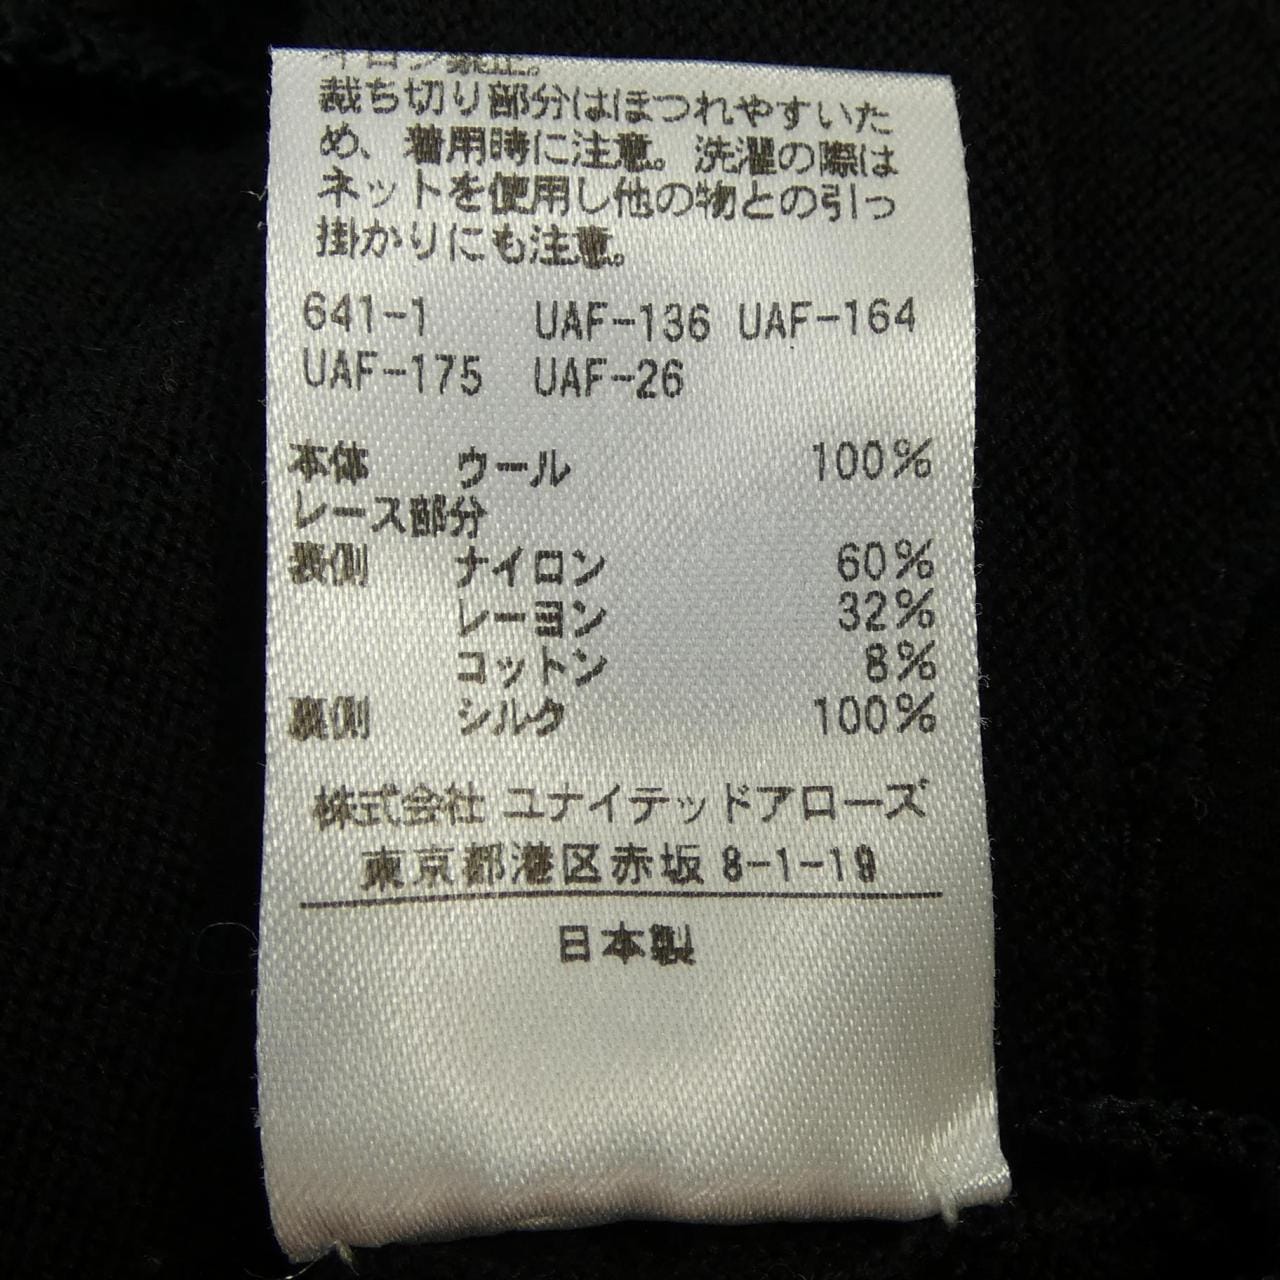 裁ち切り部分はほつれやすいた
め、着用時に注意。洗濯の際は
ネットを使用し他の物との引っ
掛かりにも注意。
641-1 UAF-136 UAF-164
UAF-175 UAF-26
本体 ウール 100%
レース部分
表側 ナイロン 60%
レーヨン 32%
コットン 8%
裏側 シルク 100%
株式会社 ユナイテッドアローズ
東京都港区赤坂 8-1-19
日本製